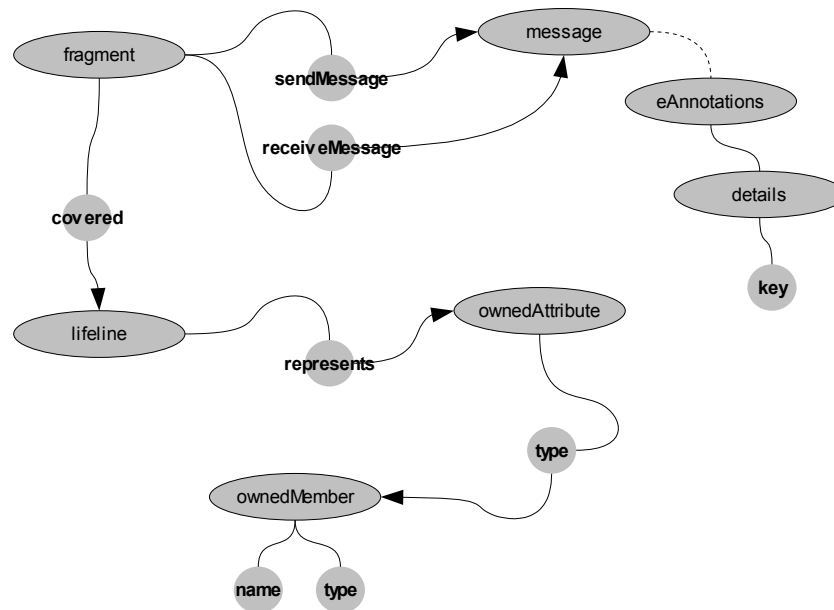 message
fragment
sendMessage
eAnnotations
receiveMessage
details
covered
key
ownedAttribute
lifeline
represents
type
ownedMember
name
type